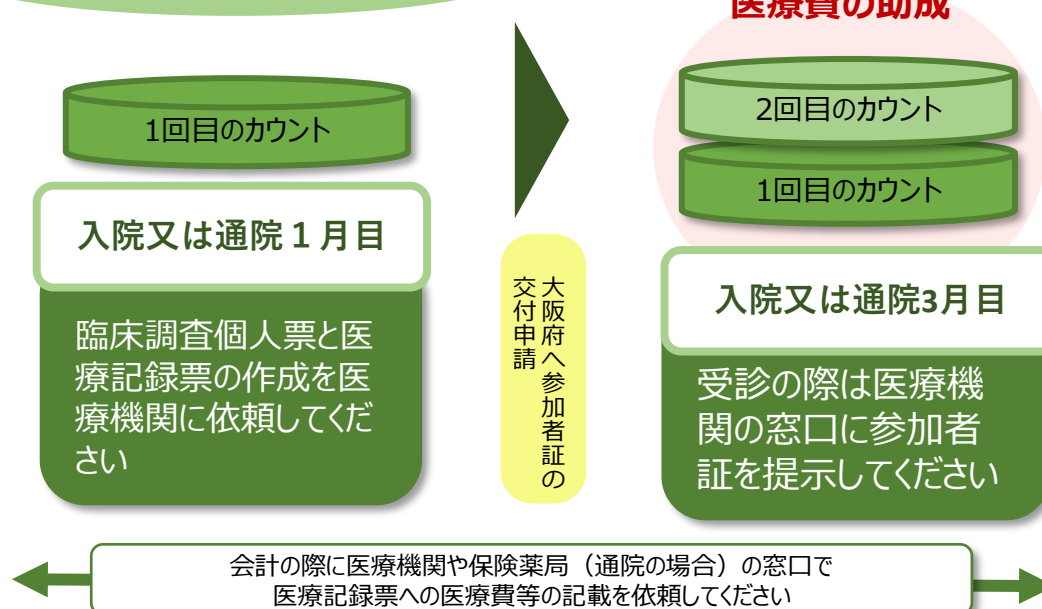 医療費の助成
1回目のカウント
入院又は通院１月目
臨床調査個人票と医
療記録票の作成を医
療機関に依頼してくだ
さい
大阪府へ参加者証の
交付申請
2回目のカウント
1回目のカウント
入院又は通院3月目
受診の際は医療機
関の窓口に参加者
証を提示してください
会計の際に医療機関や保険薬局（通院の場合）の窓口で
医療記録票への医療費等の記載を依頼してください